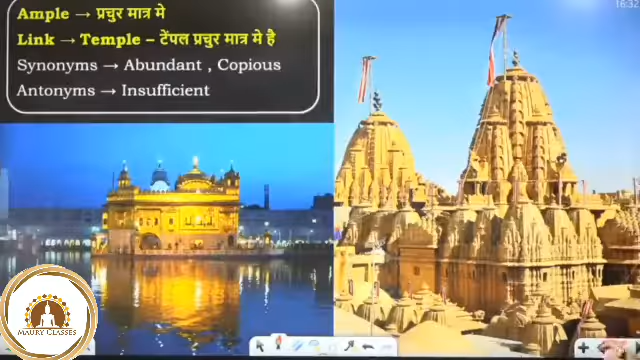 16:32
Ample → प्रचुर मात्र मे
Link → Temple – टेंपल प्रचुर मात्र मे है
Synonyms → Abundant , Copious
Antonyms → Insufficient
MAURY CLASSES